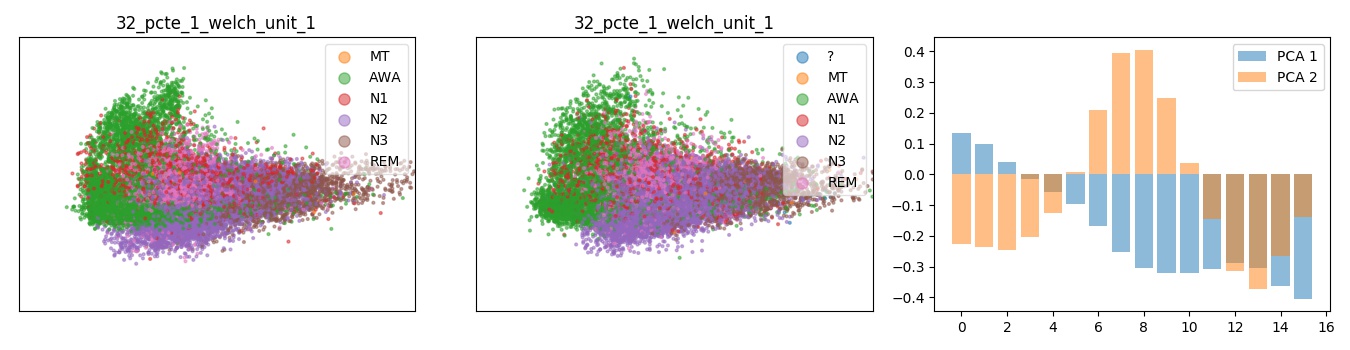 32_pcte_1_welch_unit_1
MT
AWA
N1
N2
N3
REM
32_pcte_1_welch_unit_1
?
MT
AWA
N1
N2
N3
REM
PCA 1
PCA 2
0.4
0.3
0.2
0.1
0.0
−0.1
−0.2
−0.3
−0.4
0 2 4 6 8 10 12 14 16